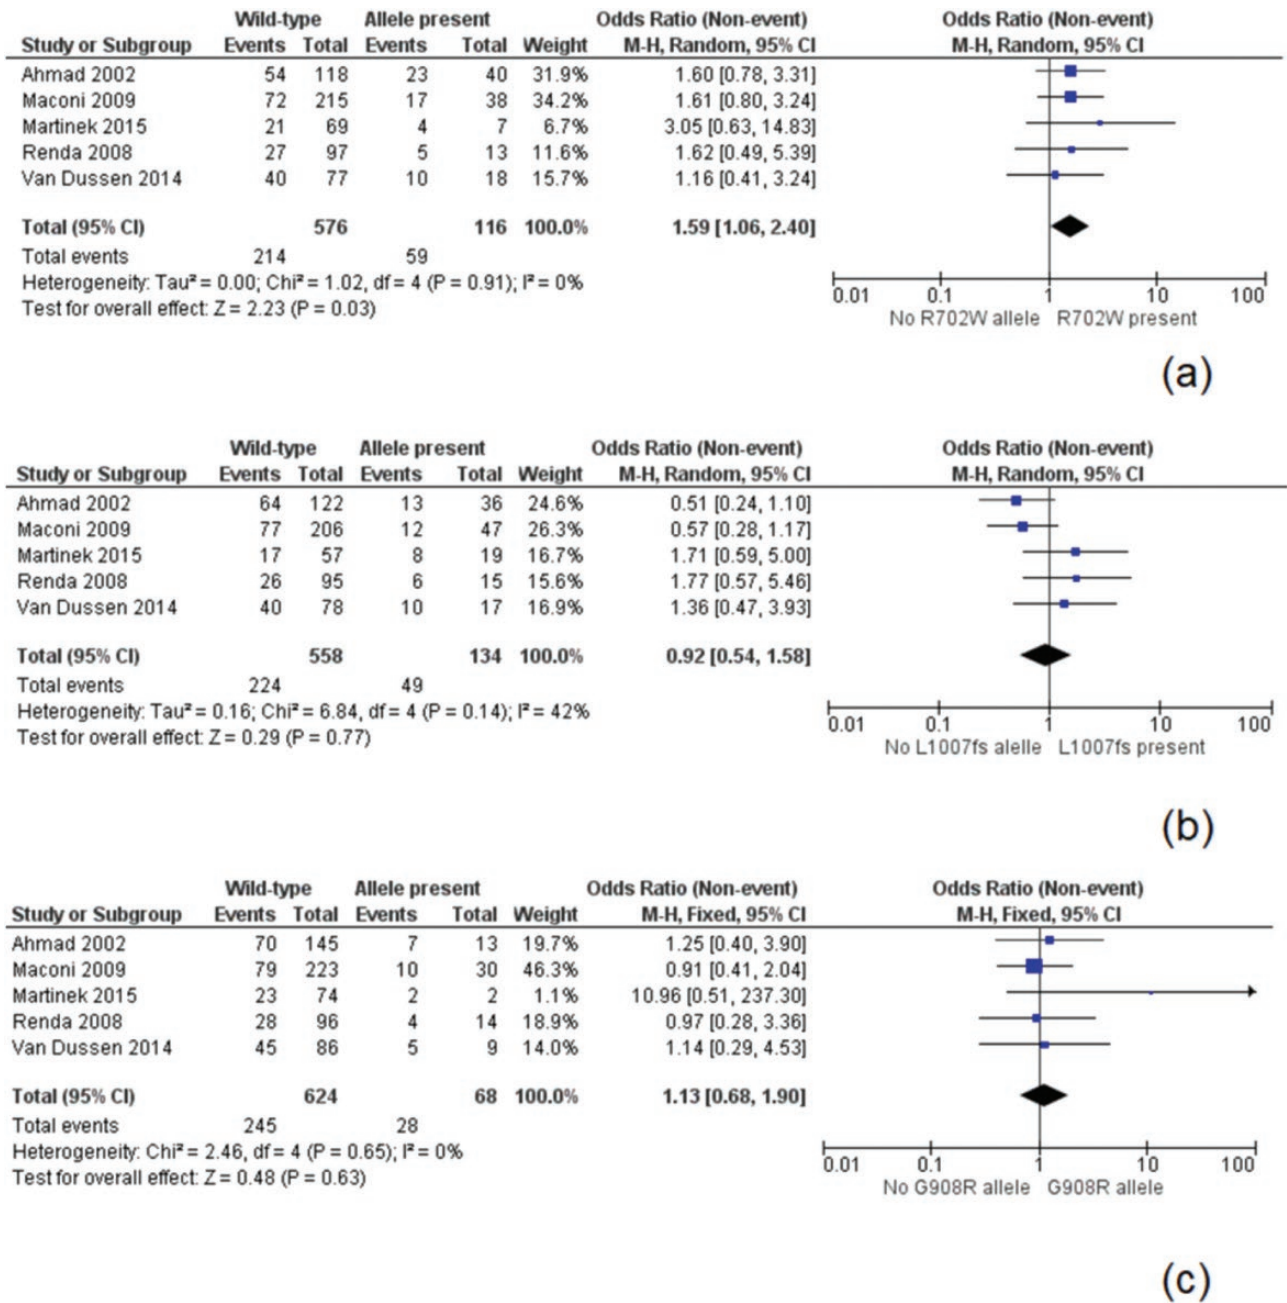 Wild-type Allele present Odds Ratio (Non-event) Odds Ratio (Non-event)
Study or Subgroup Events Total Events Total Weight M-H, Random, 95% CI M-H, Random, 95% CI
Ahmad 2002 54 118 23 40 31.9% 1.60 [0.78, 3.31]
Maconi 2009 72 215 17 38 34.2% 1.61 [0.80, 3.24]
Martinek 2015 21 69 4 7 6.7% 3.05 [0.63, 14.83]
Renda 2008 27 97 5 13 11.6% 1.62 [0.49, 5.39]
Van Dussen 2014 40 77 10 18 15.7% 1.16 [0.41, 3.24]
Total (95% CI) 576 116 100.0% 1.59 [1.06, 2.40]
Total events 214 59
Heterogeneity: Tau² = 0.00; Chi² = 1.02, df = 4 (P = 0.91); I² = 0%
Test for overall effect: Z = 2.23 (P = 0.03)
0.01 0.1 1 10 100
No R702W allele R702W present
(a)
Wild-type Allele present Odds Ratio (Non-event) Odds Ratio (Non-event)
Study or Subgroup Events Total Events Total Weight M-H, Random, 95% CI M-H, Random, 95% CI
Ahmad 2002 64 122 13 36 24.6% 0.51 [0.24, 1.10]
Maconi 2009 77 206 12 47 26.3% 0.57 [0.28, 1.17]
Martinek 2015 17 57 8 19 16.7% 1.71 [0.59, 5.00]
Renda 2008 26 95 6 15 15.6% 1.77 [0.57, 5.46]
Van Dussen 2014 40 78 10 17 16.9% 1.36 [0.47, 3.93]
Total (95% CI) 558 134 100.0% 0.92 [0.54, 1.58]
Total events 224 49
Heterogeneity: Tau² = 0.16; Chi² = 6.84, df = 4 (P = 0.14); I² = 42%
Test for overall effect: Z = 0.29 (P = 0.77)
0.01 0.1 1 10 100
No L1007fs alelle L1007fs present
(b)
Wild-type Allele present Odds Ratio (Non-event) Odds Ratio (Non-event)
Study or Subgroup Events Total Events Total Weight M-H, Fixed, 95% CI M-H, Fixed, 95% CI
Ahmad 2002 70 145 7 13 19.7% 1.25 [0.40, 3.90]
Maconi 2009 79 223 10 30 46.3% 0.91 [0.41, 2.04]
Martinek 2015 23 74 2 2 1.1% 10.96 [0.51, 237.30]
Renda 2008 28 96 4 14 18.9% 0.97 [0.28, 3.36]
Van Dussen 2014 45 86 5 9 14.0% 1.14 [0.29, 4.53]
Total (95% CI) 624 68 100.0% 1.13 [0.68, 1.90]
Total events 245 28
Heterogeneity: Chi² = 2.46, df = 4 (P = 0.65); I² = 0%
Test for overall effect: Z = 0.48 (P = 0.63)
0.01 0.1 1 10 100
No G908R allele G908R allele
(c)